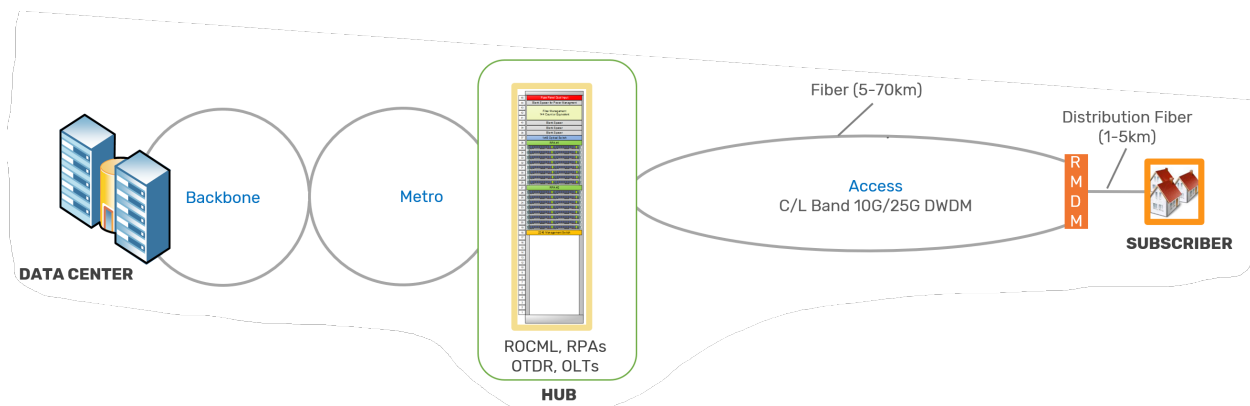 DATA CENTER
Backbone
Metro
ROCML, RPAs
OTDR, OLTs
HUB
Fiber (5-70km)
Access
C/L Band 10G/25G DWDM
R
M
D
M
Distribution Fiber
(1-5km)
SUBSCRIBER